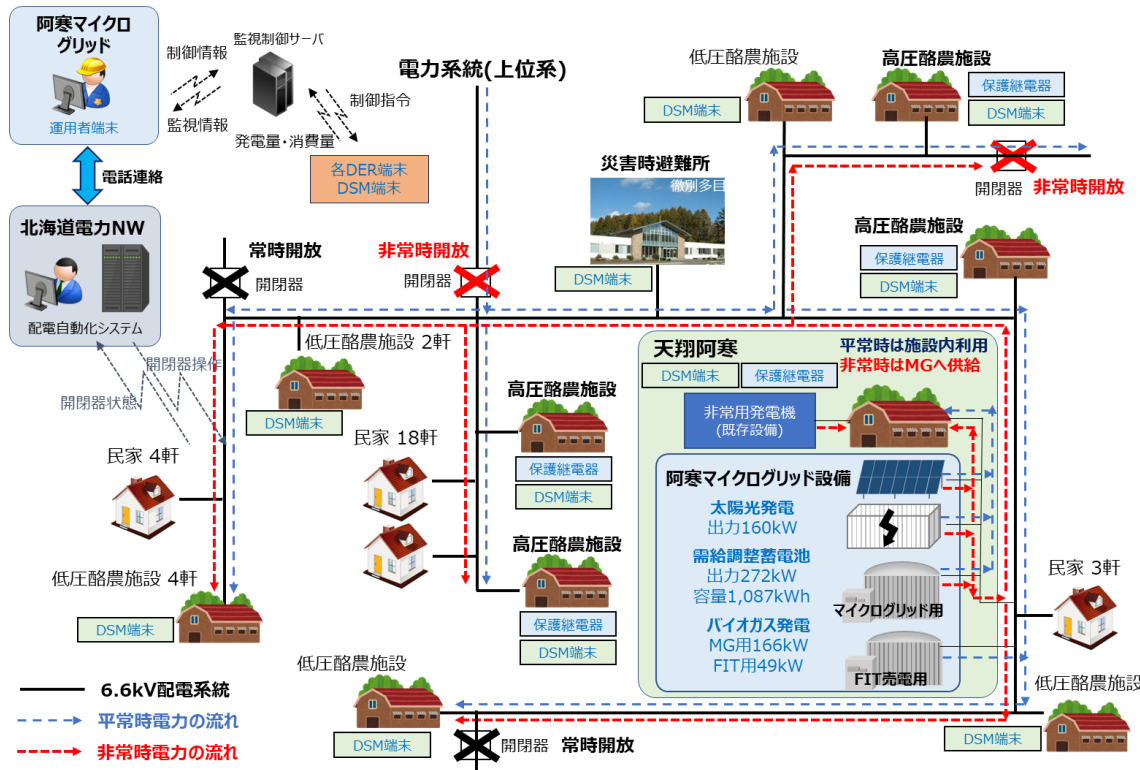 阿寒マイクロ
グリッド
運用者端末
制御情報
監視情報
監視制御サーバ
発電量・消費量
制御指令
各DER端末
DSM端末
電力系統(上位系)
電話連絡
北海道電力NW
配電自動化システム
開閉器操作
開閉器状態
常時開放
開閉器
非常時開放
開閉器
災害時避難所
徹別多目
DSM端末
低圧酪農施設
DSM端末
高圧酪農施設
保護継電器
DSM端末
開閉器
非常時開放
高圧酪農施設
保護継電器
DSM端末
低圧酪農施設 2軒
DSM端末
民家 4軒
低圧酪農施設 4軒
DSM端末
民家 18軒
高圧酪農施設
保護継電器
DSM端末
高圧酪農施設
保護継電器
DSM端末
天翔阿寒
平常時は施設内利用
非常時はMGへ供給
DSM端末
保護継電器
非常用発電機
(既存設備)
阿寒マイクログリッド設備
太陽光発電
出力160kW
需給調整蓄電池
出力272kW
容量1,087kWh
バイオガス発電
MG用166kW
FIT用49kW
マイクログリッド用
FIT売電用
民家 3軒
低圧酪農施設
DSM端末
低圧酪農施設
DSM端末
開閉器
常時開放
6.6kV配電系統
平常時電力の流れ
非常時電力の流れ